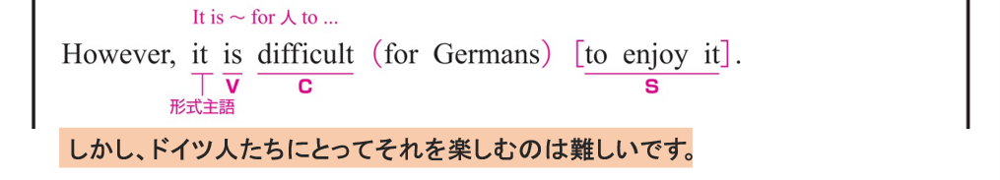 It is ～ for 人 to ...
However, it is difficult (for Germans) [to enjoy it].
V C S
形式主語
しかし、ドイツ人たちにとってそれを楽しむのは難しいです。